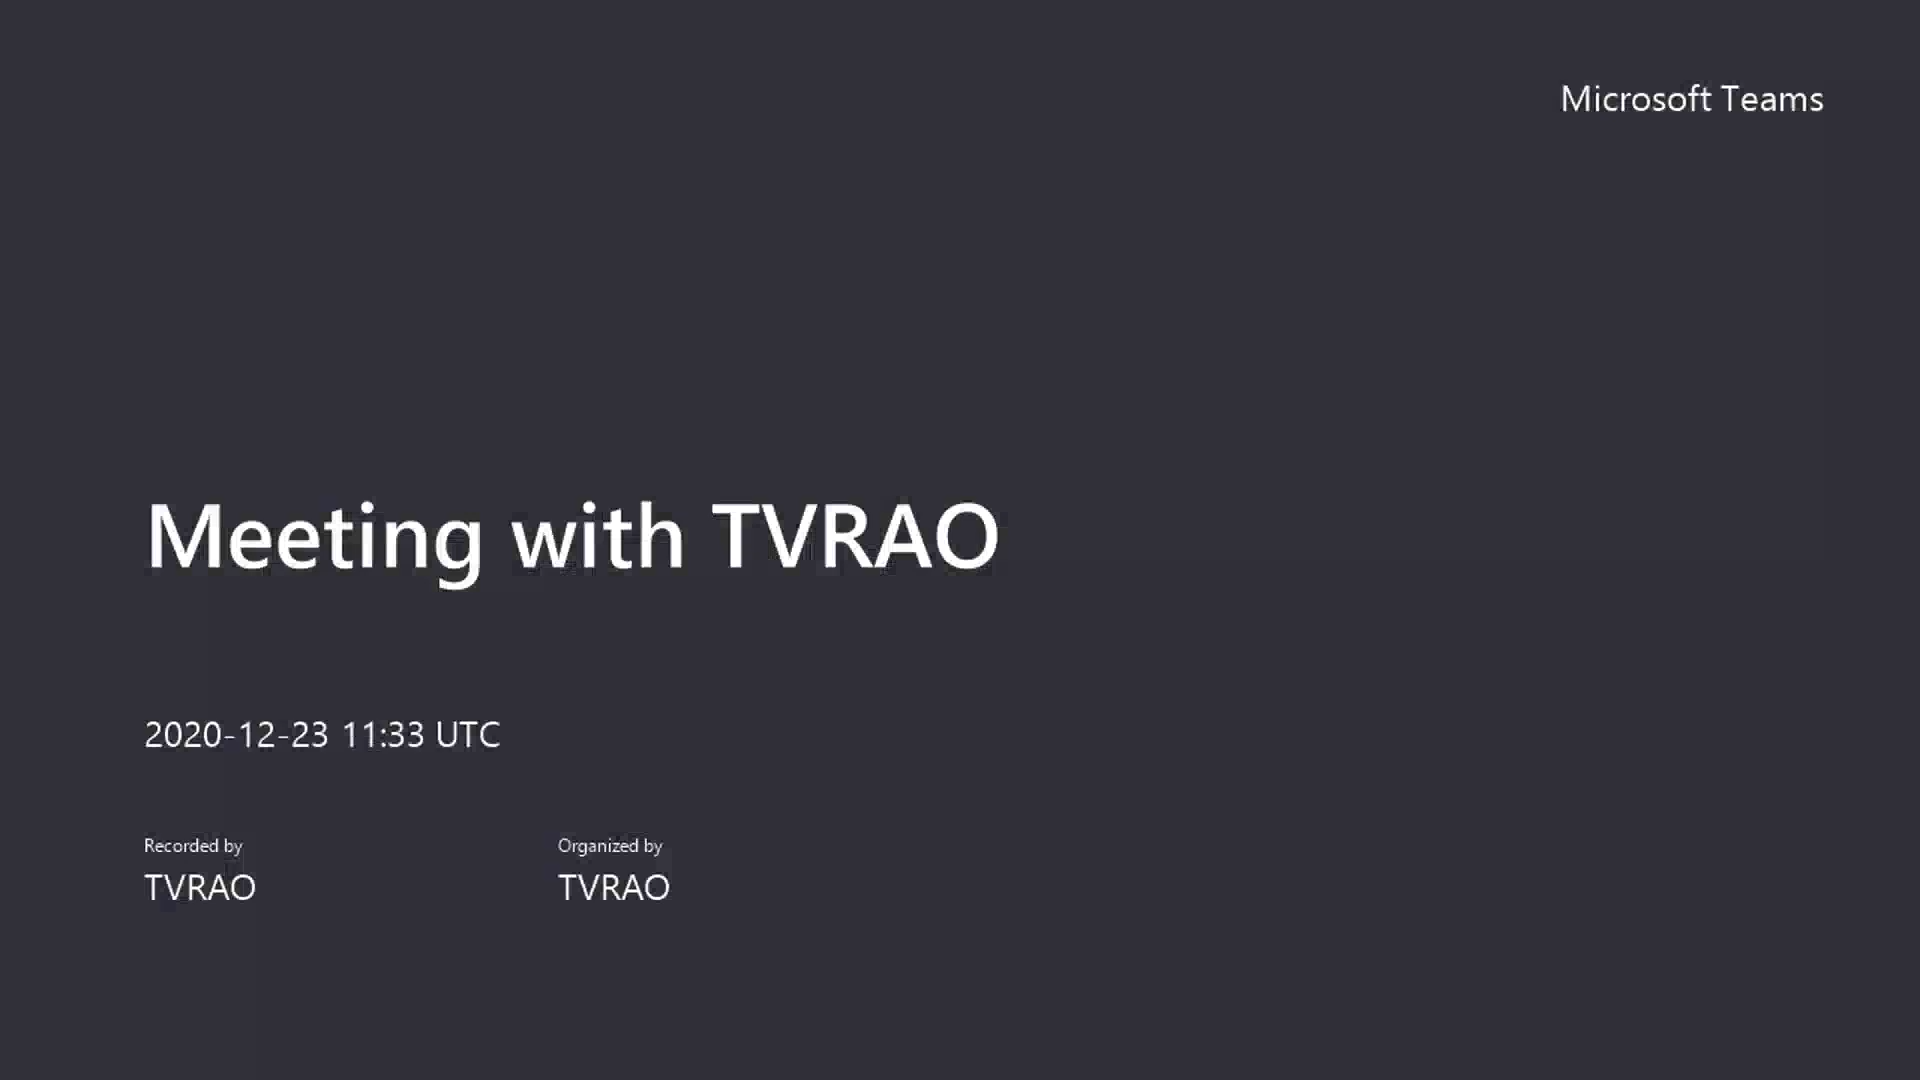 Microsoft Teams
Meeting with TVRAO
2020-12-23 11:33 UTC
Recorded by
TVRAO
Organized by
TVRAO